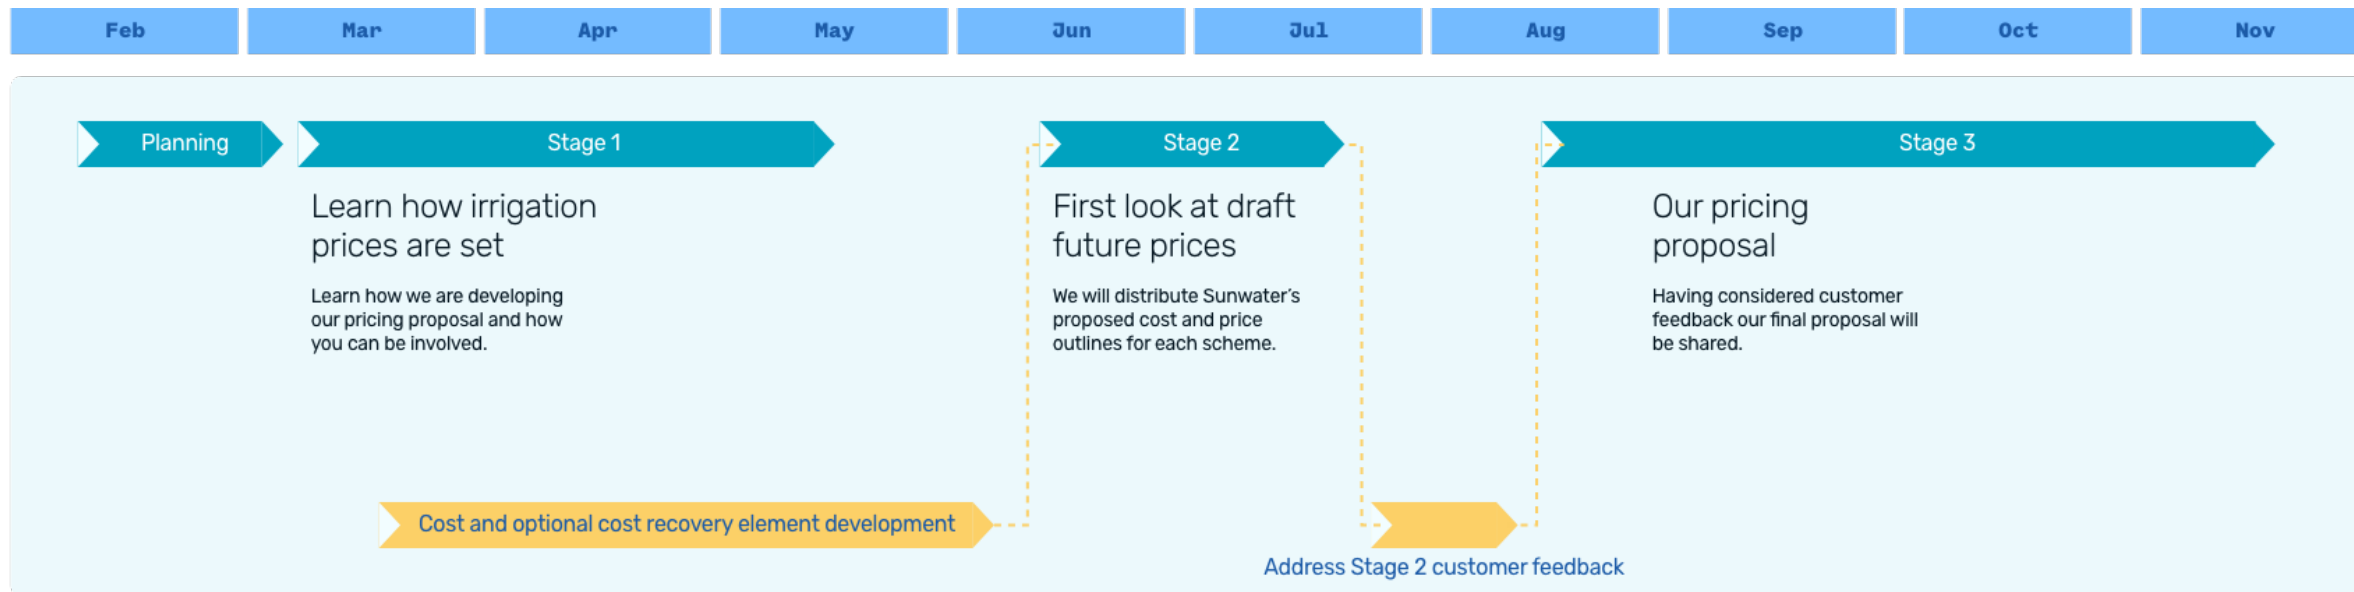 Feb
Mar
Apr
May
Jun
Jul
Aug
Sep
Oct
Nov
Planning
Stage 1
Stage 2
Stage 3
Learn how irrigation
prices are set
Learn how we are developing
our pricing proposal and how
you can be involved.
First look at draft
future prices
We will distribute Sunwater's
proposed cost and price
outlines for each scheme.
Our pricing
proposal
Having considered customer
feedback our final proposal will
be shared.
Cost and optional cost recovery element development
Address Stage 2 customer feedback